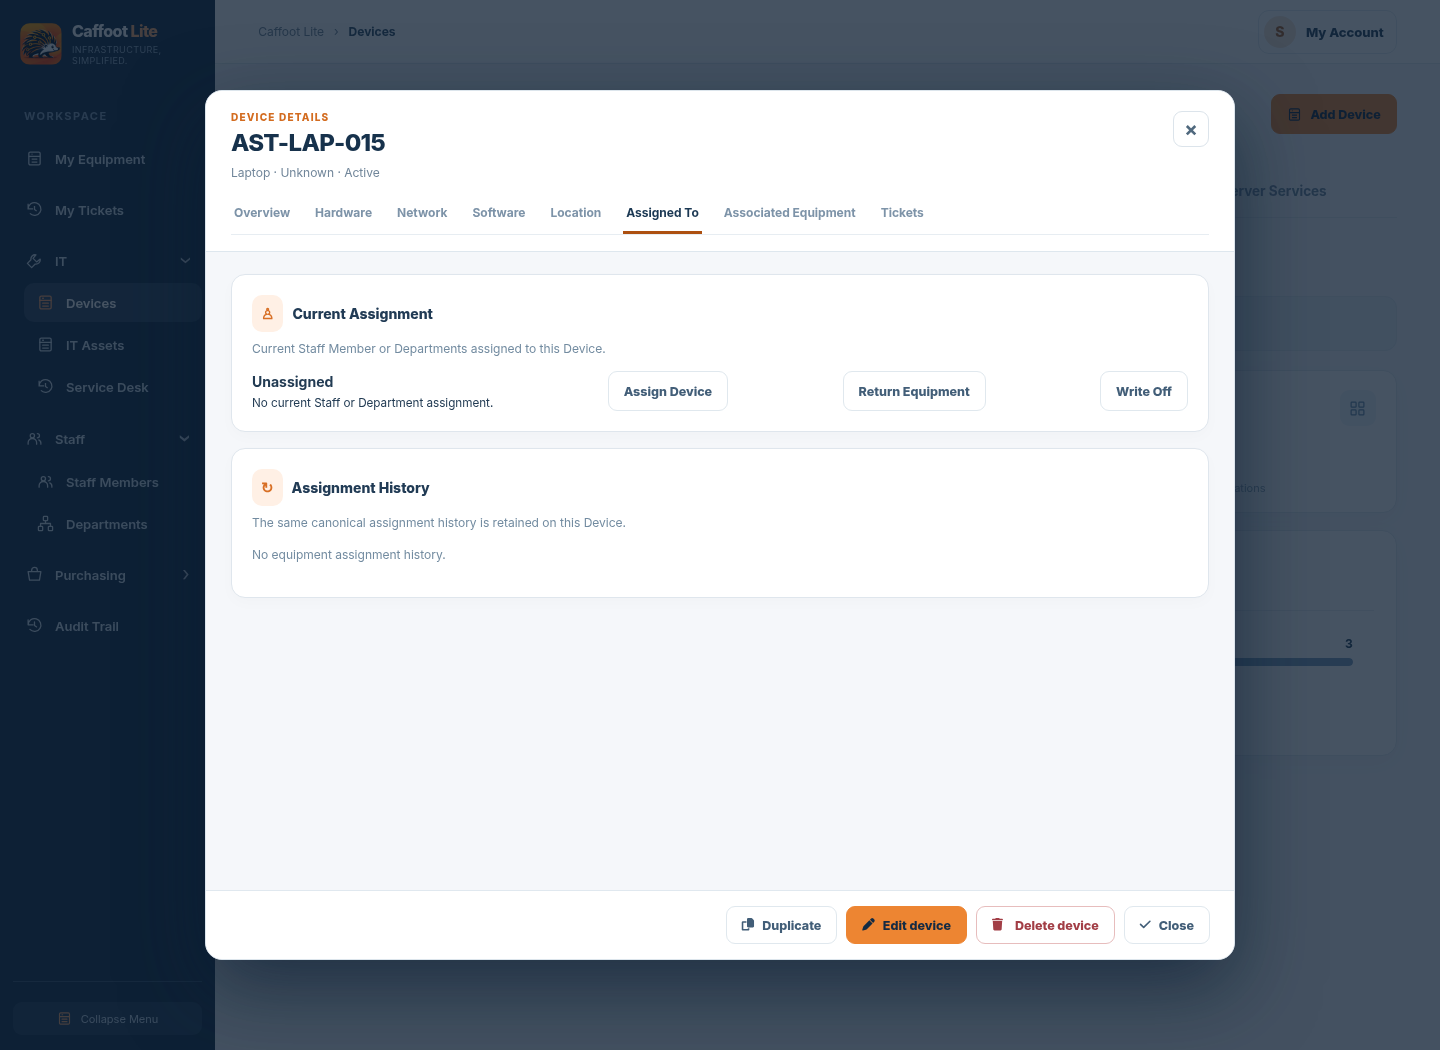 Caffoot Lite
INFRASTRUCTURE,
SIMPLIFIED.
Caffoot Lite › Devices
S My Account
WORKSPACE
My Equipment
My Tickets
IT
Devices
IT Assets
Service Desk
Staff
Staff Members
Departments
Purchasing
Audit Trail
Collapse Menu
Add Device
Server Services
3
DEVICE DETAILS
AST-LAP-015
Laptop · Unknown · Active
Overview Hardware Network Software Location Assigned To Associated Equipment Tickets
Current Assignment
Current Staff Member or Departments assigned to this Device.
Unassigned
No current Staff or Department assignment.
Assign Device Return Equipment Write Off
Assignment History
The same canonical assignment history is retained on this Device.
No equipment assignment history.
Duplicate Edit device Delete device Close